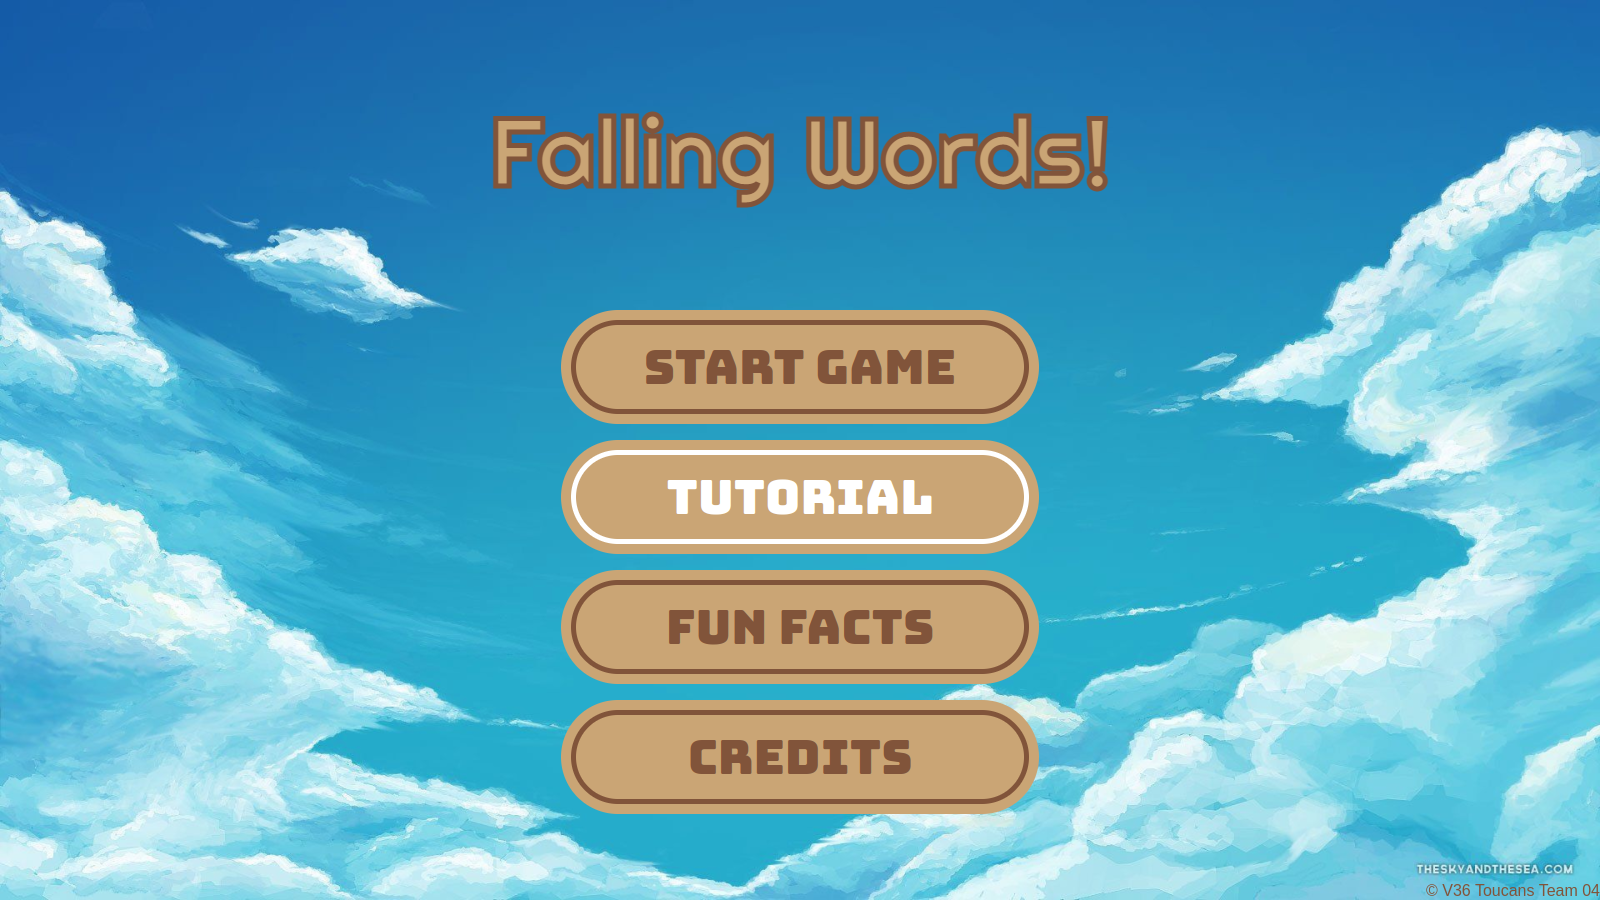 Falling Words!
START GAME
TUTORIAL
FUN FACTS
CREDITS
THESKYANDTHESEA.COM
© V36 Toucans Team 04